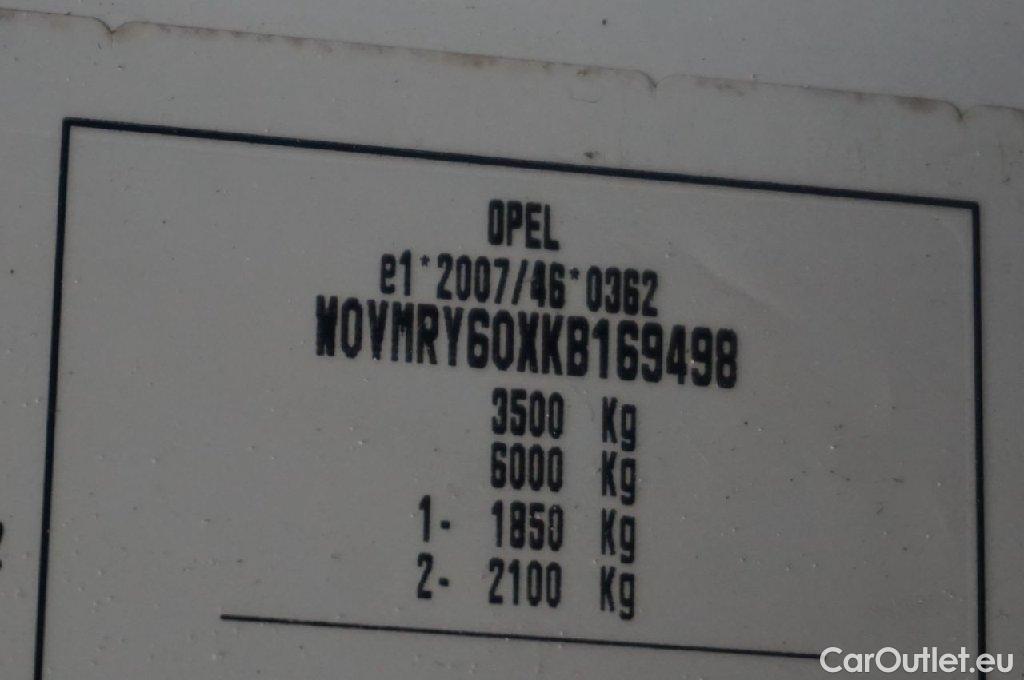 OPEL
e1*2007/46*0362
W0VMRY60XKB169498
3500 Kg
6000 Kg
1- 1850 Kg
2- 2100 Kg
CarOutlet.eu